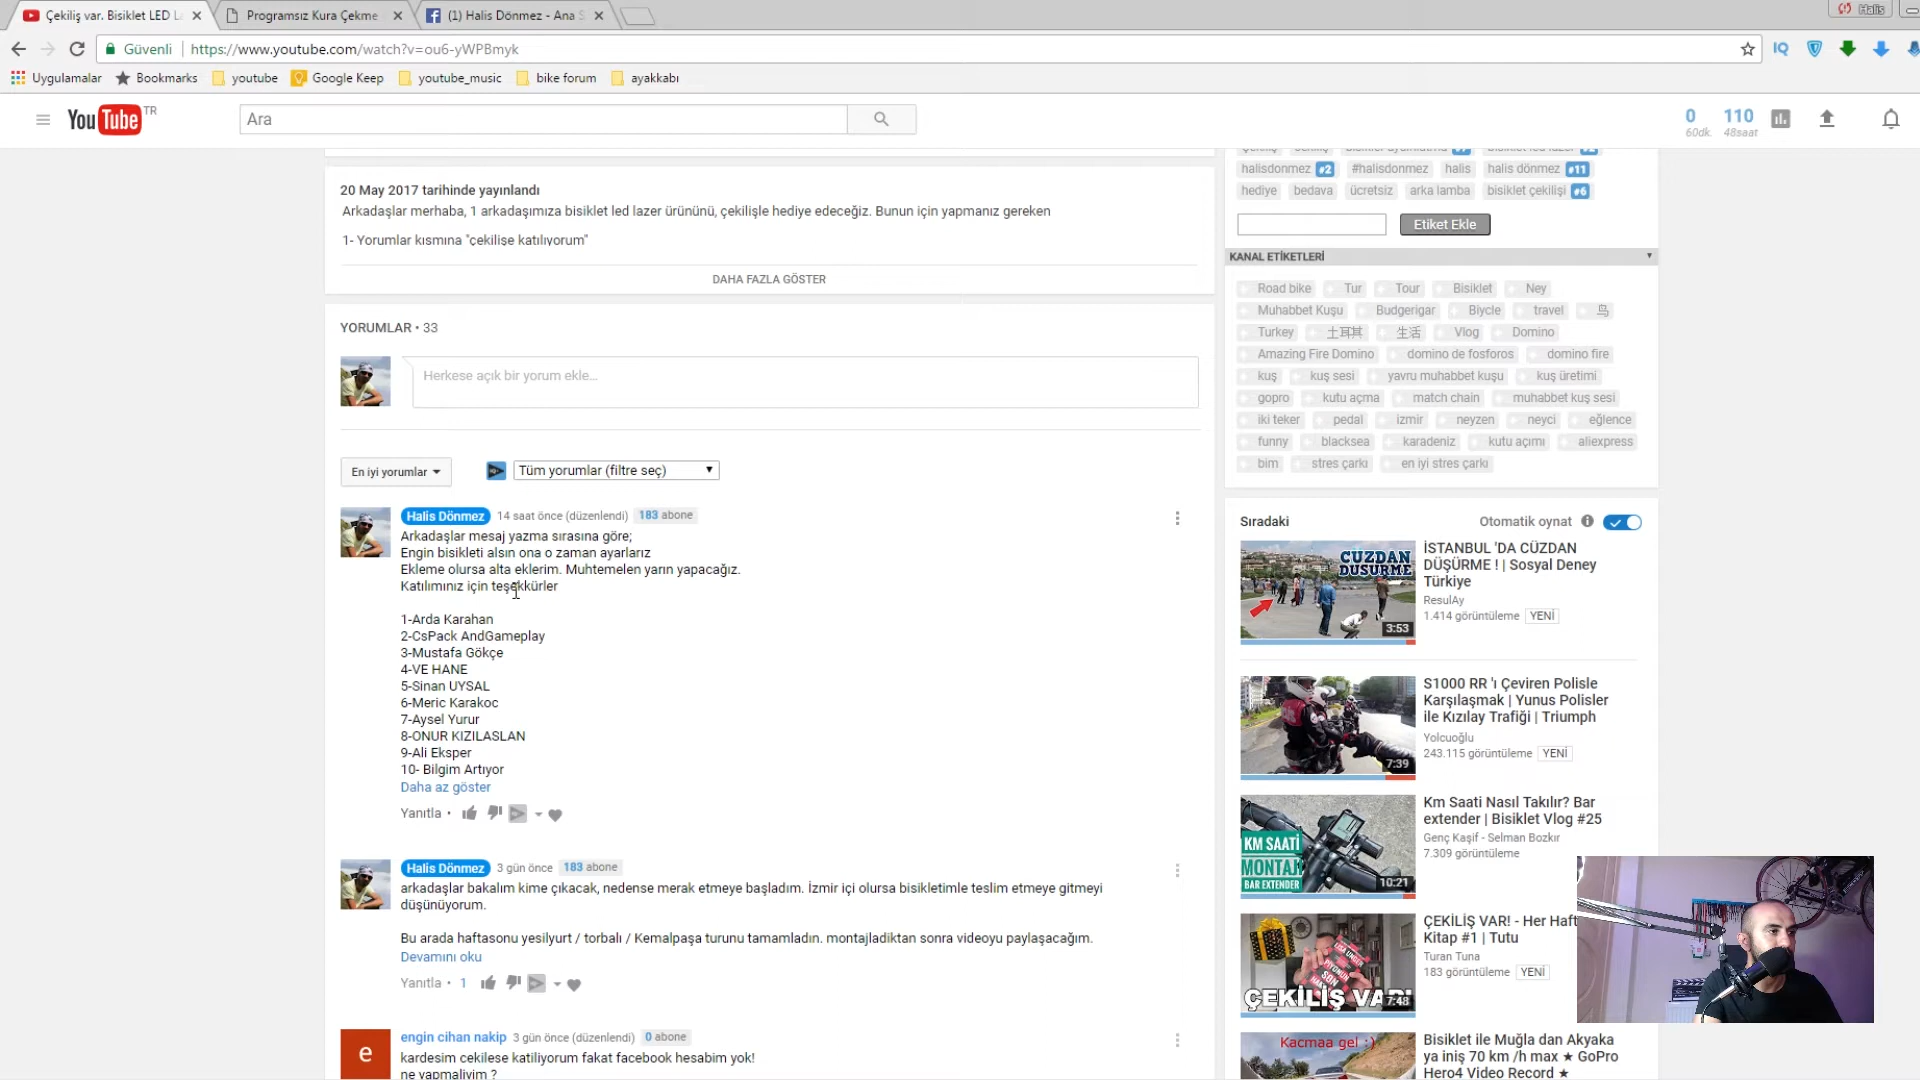 Çekiliş var. Bisiklet LED L
Programsız Kura Çekme
(1) Halis Dönmez - Ana S
Halis
Güvenli
https://www.youtube.com/watch?v=ou6-yWPBmyk
IQ
Uygulamalar
Bookmarks
youtube
Google Keep
youtube_music
bike forum
ayakkabı
YouTube TR
Ara
0
60dk.
110
48saat
20 May 2017 tarihinde yayınlandı
Arkadaşlar merhaba, 1 arkadaşımıza bisiklet led lazer ürününü, çekilişle hediye edeceğiz. Bunun için yapmanız gereken
1- Yorumlar kısmına "çekilişe katılıyorum"
DAHA FAZLA GÖSTER
YORUMLAR • 33
Herkese açık bir yorum ekle...
En iyi yorumlar
Tüm yorumlar (filtre seç)
Halis Dönmez 14 saat önce (düzenlendi) 183 abone
Arkadaşlar mesaj yazma sırasına göre;
Engin bisikleti alsın ona o zaman ayarlarız
Ekleme olursa alta eklerim. Muhtemelen yarın yapacağız.
Katılımınız için teşekkürler
1-Arda Karahan
2-CsPack AndGameplay
3-Mustafa Gökçe
4-VE HANE
5-Sinan UYSAL
6-Meric Karakoc
7-Aysel Yurur
8-ONUR KIZILASLAN
9-Ali Eksper
10- Bilgim Artıyor
Daha az göster
Yanıtla •
Halis Dönmez 3 gün önce 183 abone
arkadaşlar bakalım kime çıkacak, nedense merak etmeye başladım. İzmir içi olursa bisikletimle teslim etmeye gitmeyi
düşünüyorum.
Bu arada haftasonu yesilyurt / torbalı / Kemalpaşa turunu tamamladın. montajladiktan sonra videoyu paylaşacağım.
Devamını oku
Yanıtla • 1
e
engin cihan nakip 3 gün önce (düzenlendi) 0 abone
kardesim cekilese katiliyorum fakat facebook hesabim yok!
ne yapmaliyim ?
halisdonmez #2 #halisdonmez halis halis dönmez #11
hediye bedava ücretsiz arka lamba bisiklet çekilişi #6
Etiket Ekle
KANAL ETİKETLERİ
Road bike Tur Tour Bisiklet Ney
Muhabbet Kuşu Budgerigar Biycle travel 鸟
Turkey 土耳其 生活 Vlog Domino
Amazing Fire Domino domino de fosforos domino fire
kuş kuş sesi yavru muhabbet kuşu kuş üretimi
gopro kutu açma match chain muhabbet kuş sesi
iki teker pedal izmir neyzen neyci eğlence
funny blacksea karadeniz kutu açımı aliexpress
bim stres çarkı en iyi stres çarkı
Sıradaki
Otomatik oynat
CUZDAN
DUSURME
3:53
İSTANBUL 'DA CÜZDAN
DÜŞÜRME ! | Sosyal Deney
Türkiye
ResulAy
1.414 görüntüleme YENİ
7:39
S1000 RR 'ı Çeviren Polisle
Karşılaşmak | Yunus Polisler
ile Kızılay Trafiği | Triumph
Yolcuoğlu
243.115 görüntüleme YENİ
KM SAATİ
MONTAJ
BAR EXTENDER
10:21
Km Saati Nasıl Takılır? Bar
extender | Bisiklet Vlog #25
Genç Kaşif - Selman Bozkır
7.309 görüntüleme
ÇEKİLİŞ VAR!
7:48
ÇEKİLİŞ VAR! - Her Haft
Kitap #1 | Tutu
Turan Tuna
183 görüntüleme YENİ
Kacmaa gel :)
Bisiklet ile Muğla dan Akyaka
ya iniş 70 km /h max ★ GoPro
Hero4 Video Record ★